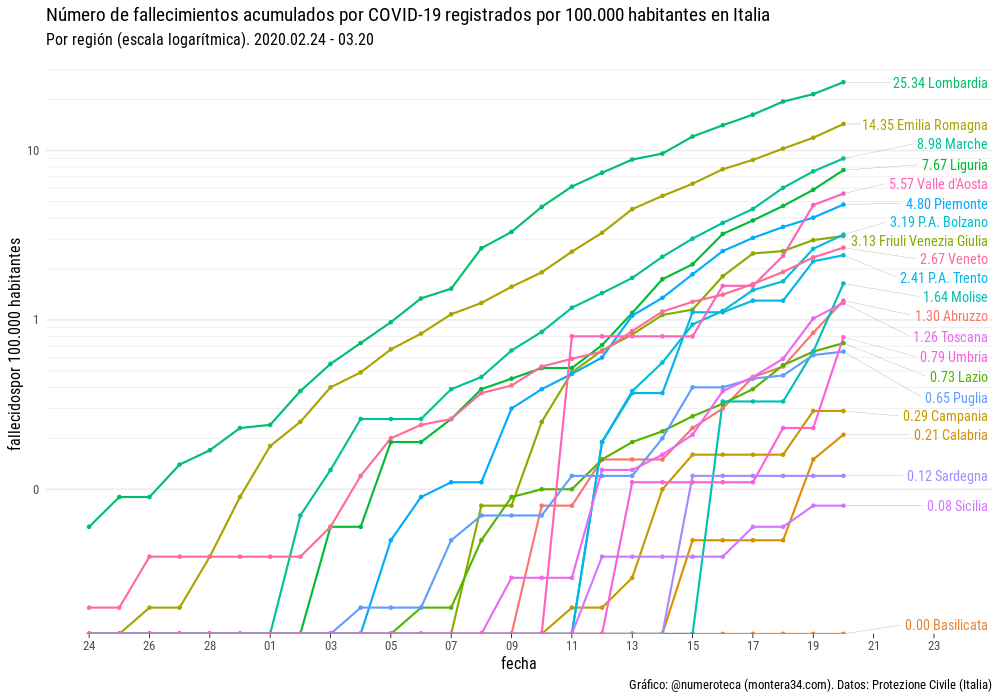 Número de fallecimientos acumulados por COVID-19 registrados por 100.000 habitantes en Italia
Por región (escala logarítmica). 2020.02.24 - 03.20
fallecidospor 100.000 habitantes
10
1
0
25.34 Lombardia
14.35 Emilia Romagna
8.98 Marche
7.67 Liguria
5.57 Valle d'Aosta
4.80 Piemonte
3.19 P.A. Bolzano
3.13 Friuli Venezia Giulia
2.67 Veneto
2.41 P.A. Trento
1.64 Molise
1.30 Abruzzo
1.26 Toscana
0.79 Umbria
0.73 Lazio
0.65 Puglia
0.29 Campania
0.21 Calabria
0.12 Sardegna
0.08 Sicilia
0.00 Basilicata
24 26 28 01 03 05 07 09 11 13 15 17 19 21 23
fecha
Gráfico: @numeroteca (montera34.com). Datos: Protezione Civile (Italia)